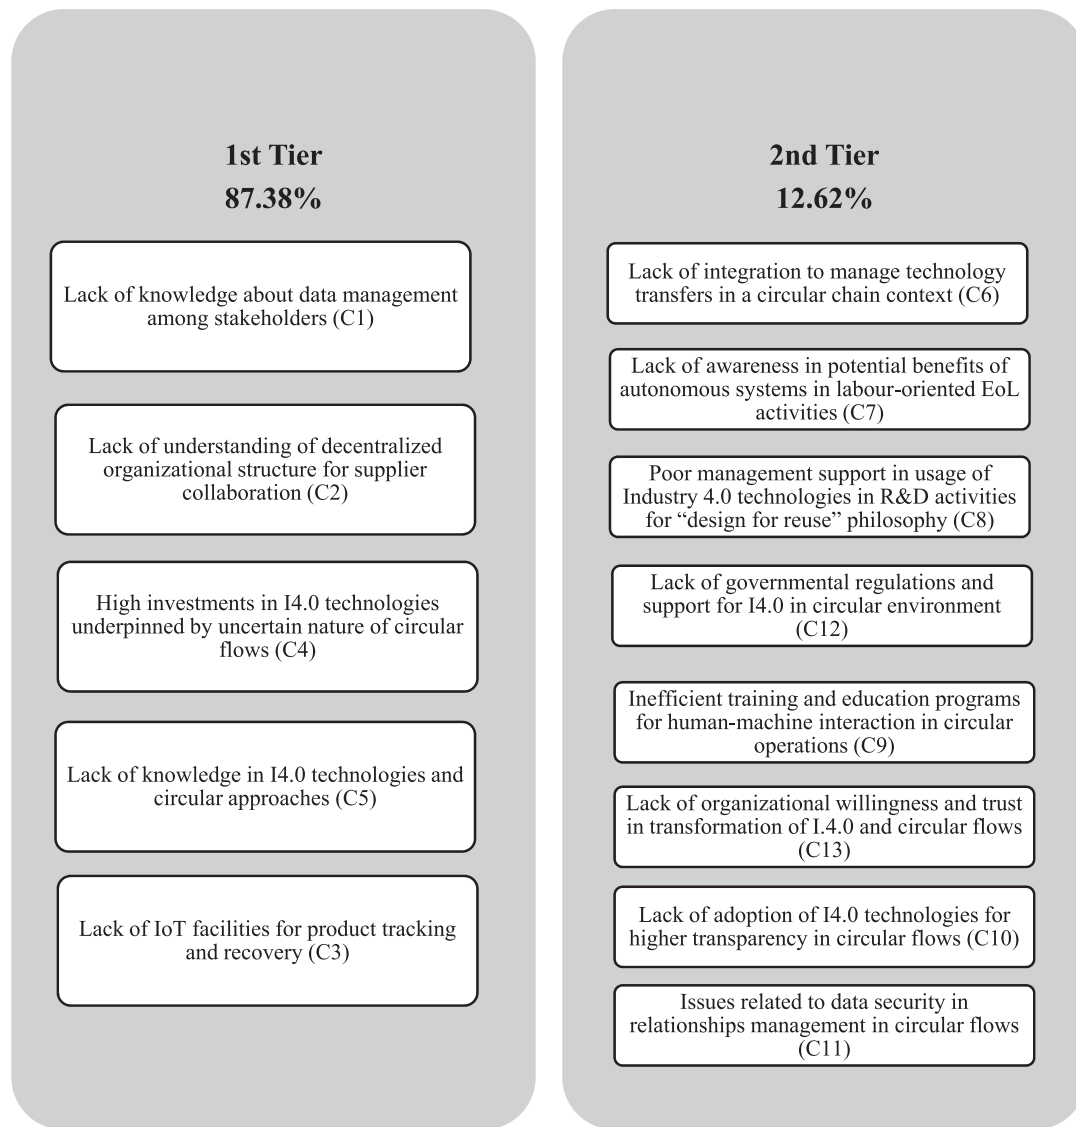 1st Tier
87.38%
Lack of knowledge about data management
among stakeholders (C1)
Lack of understanding of decentralized
organizational structure for supplier
collaboration (C2)
High investments in I4.0 technologies
underpinned by uncertain nature of circular
flows (C4)
Lack of knowledge in I4.0 technologies and
circular approaches (C5)
Lack of IoT facilities for product tracking
and recovery (C3)
2nd Tier
12.62%
Lack of integration to manage technology
transfers in a circular chain context (C6)
Lack of awareness in potential benefits of
autonomous systems in labour-oriented EoL
activities (C7)
Poor management support in usage of
Industry 4.0 technologies in R&D activities
for “design for reuse” philosophy (C8)
Lack of governmental regulations and
support for I4.0 in circular environment
(C12)
Inefficient training and education programs
for human-machine interaction in circular
operations (C9)
Lack of organizational willingness and trust
in transformation of I.4.0 and circular flows
(C13)
Lack of adoption of I4.0 technologies for
higher transparency in circular flows (C10)
Issues related to data security in
relationships management in circular flows
(C11)